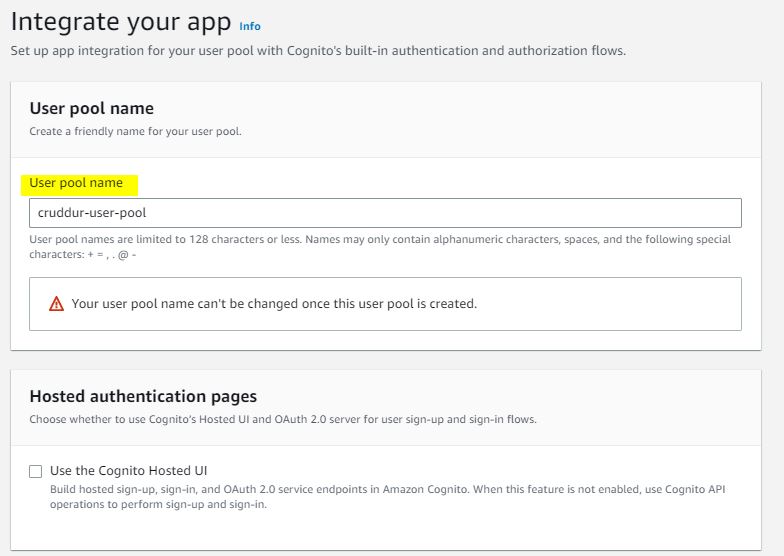 Integrate your app Info
Set up app integration for your user pool with Cognito's built-in authentication and authorization flows.
User pool name
Create a friendly name for your user pool.
User pool name
cruddur-user-pool
User pool names are limited to 128 characters or less. Names may only contain alphanumeric characters, spaces, and the following special
characters: + = , . @ -
Your user pool name can't be changed once this user pool is created.
Hosted authentication pages
Choose whether to use Cognito's Hosted UI and OAuth 2.0 server for user sign-up and sign-in flows.
Use the Cognito Hosted UI
Build hosted sign-up, sign-in, and OAuth 2.0 service endpoints in Amazon Cognito. When this feature is not enabled, use Cognito API
operations to perform sign-up and sign-in.